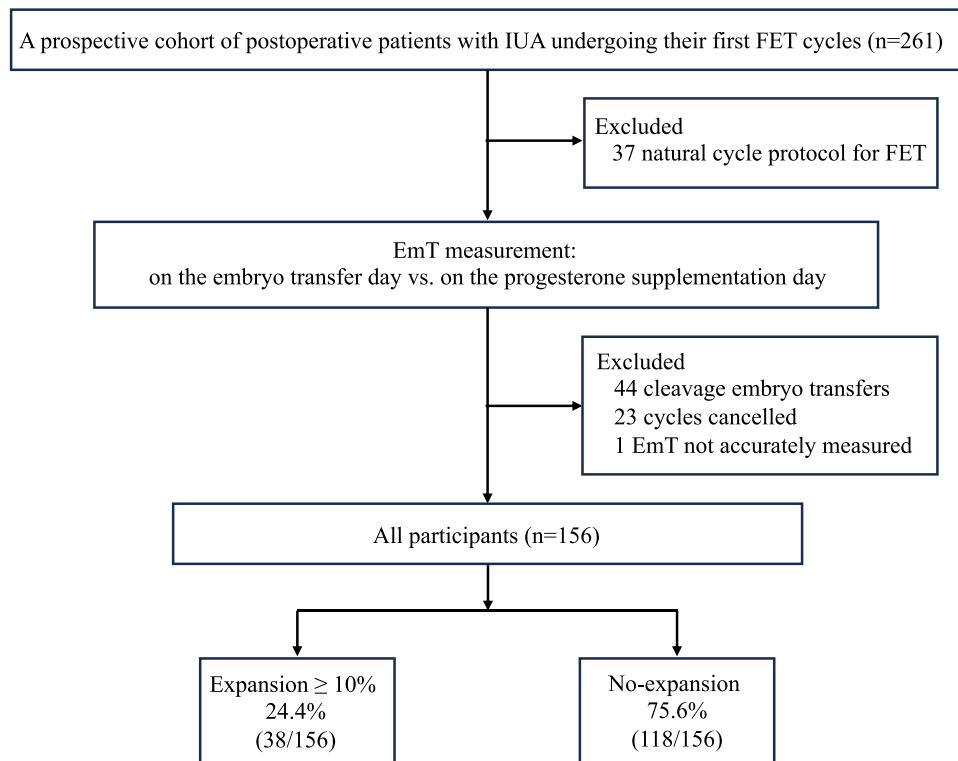 A prospective cohort of postoperative patients with IUA undergoing their first FET cycles (n=261)
Excluded
37 natural cycle protocol for FET
EmT measurement:
on the embryo transfer day vs. on the progesterone supplementation day
Excluded
44 cleavage embryo transfers
23 cycles cancelled
1 EmT not accurately measured
All participants (n=156)
Expansion ≥ 10%
24.4%
(38/156)
No-expansion
75.6%
(118/156)